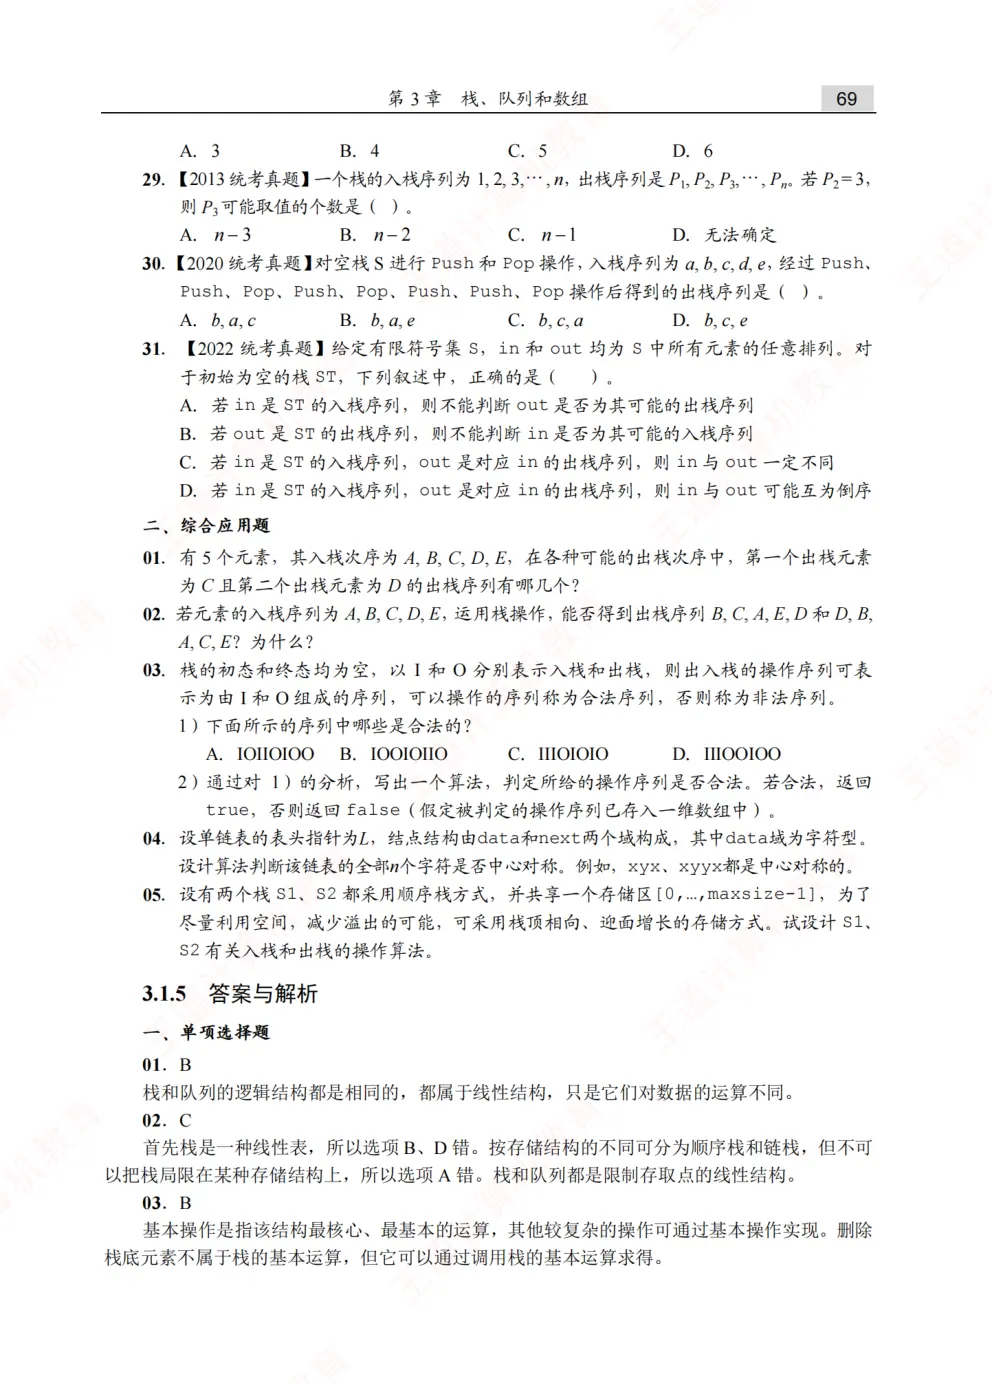 第 3 章 栈、队列和数组 69
A. 3 B. 4 C. 5 D. 6
29. 【2013 统考真题】一个栈的入栈序列为 1, 2, 3,⋯, n，出栈序列是 P1, P2, P3,⋯, Pn。若 P2 = 3，
则 P3 可能取值的个数是（ ）。
A. n−3 B. n−2 C. n−1 D. 无法确定
30. 【2020 统考真题】对空栈 S 进行 Push 和 Pop 操作，入栈序列为 a, b, c, d, e，经过 Push、
Push、Pop、Push、Pop、Push、Push、Pop 操作后得到的出栈序列是（ ）。
A. b, a, c B. b, a, e C. b, c, a D. b, c, e
31. 【2022 统考真题】给定有限符号集 S，in 和 out 均为 S 中所有元素的任意排列。对
于初始为空的栈 ST，下列叙述中，正确的是（ ）。
A. 若 in 是 ST 的入栈序列，则不能判断 out 是否为其可能的出栈序列
B. 若 out 是 ST 的出栈序列，则不能判断 in 是否为其可能的入栈序列
C. 若 in 是 ST 的入栈序列，out 是对应 in 的出栈序列，则 in 与 out 一定不同
D. 若 in 是 ST 的入栈序列，out 是对应 in 的出栈序列，则 in 与 out 可能互为倒序
二、综合应用题
01. 有 5 个元素，其入栈次序为 A, B, C, D, E，在各种可能的出栈次序中，第一个出栈元素
为 C 且第二个出栈元素为 D 的出栈序列有哪几个？
02. 若元素的入栈序列为 A, B, C, D, E，运用栈操作，能否得到出栈序列 B, C, A, E, D 和 D, B,
A, C, E？为什么？
03. 栈的初态和终态均为空，以 I 和 O 分别表示入栈和出栈，则出入栈的操作序列可表
示为由 I 和 O 组成的序列，可以操作的序列称为合法序列，否则称为非法序列。
1）下面所示的序列中哪些是合法的？
A. IOIIOIOO B. IOOIOIIO C. IIIOIOIO D. IIIOOIOO
2）通过对 1）的分析，写出一个算法，判定所给的操作序列是否合法。若合法，返回
true，否则返回 false（假定被判定的操作序列已存入一维数组中）。
04. 设单链表的表头指针为L，结点结构由data和next两个域构成，其中data域为字符型。
设计算法判断该链表的全部n个字符是否中心对称。例如，xyx、xyyx都是中心对称的。
05. 设有两个栈 S1、S2 都采用顺序栈方式，并共享一个存储区[0,…,maxsize-1]，为了
尽量利用空间，减少溢出的可能，可采用栈顶相向、迎面增长的存储方式。试设计 S1、
S2 有关入栈和出栈的操作算法。
3.1.5 答案与解析
一、单项选择题
01. B
栈和队列的逻辑结构都是相同的，都属于线性结构，只是它们对数据的运算不同。
02. C
首先栈是一种线性表，所以选项 B、D 错。按存储结构的不同可分为顺序栈和链栈，但不可
以把栈局限在某种存储结构上，所以选项 A 错。栈和队列都是限制存取点的线性结构。
03. B
基本操作是指该结构最核心、最基本的运算，其他较复杂的操作可通过基本操作实现。删除
栈底元素不属于栈的基本运算，但它可以通过调用栈的基本运算求得。